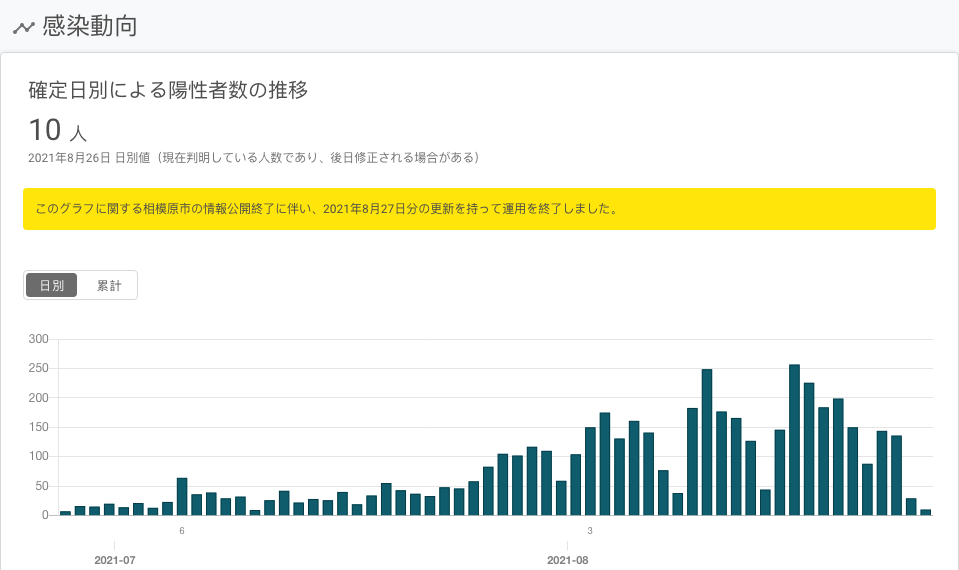 感染動向
確定日別による陽性者数の推移
10 人
2021年8月26日 日別値（現在判明している人数であり、後日修正される場合がある）
このグラフに関する相模原市の情報公開終了に伴い、2021年8月27日分の更新を持って運用を終了しました。
日別 累計
300
250
200
150
100
50
0
6 3
2021-07 2021-08